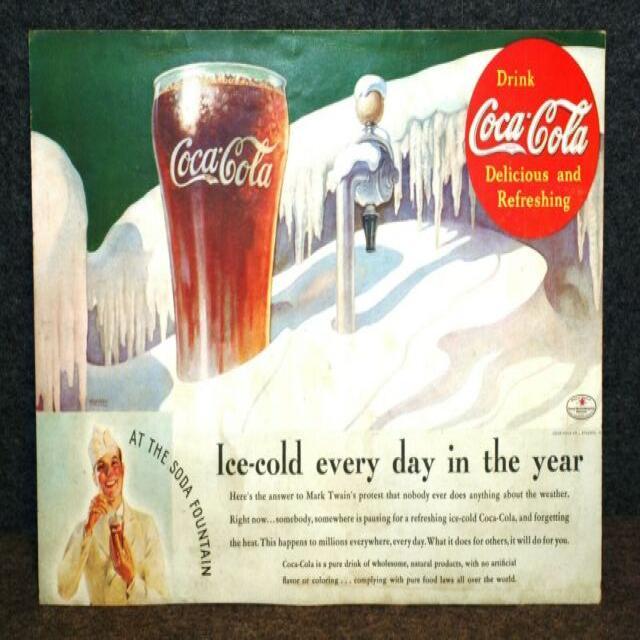 Drink
Coca-Cola
Delicious and
Refreshing
Coca-Cola
AT THE SODA FOUNTAIN
Ice-cold every day in the year
Here's the answer to Mark Twain's protest that nobody ever does anything about the weather.
Right now...somebody, somewhere is pausing for a refreshing ice-cold Coca-Cola, and forgetting
the heat. This happens to millions everywhere, every day. What it does for others, it will do for you.
Coca-Cola is a pure drink of wholesome, natural products, with no artificial
flavor or coloring ... complying with pure food laws all over the world.